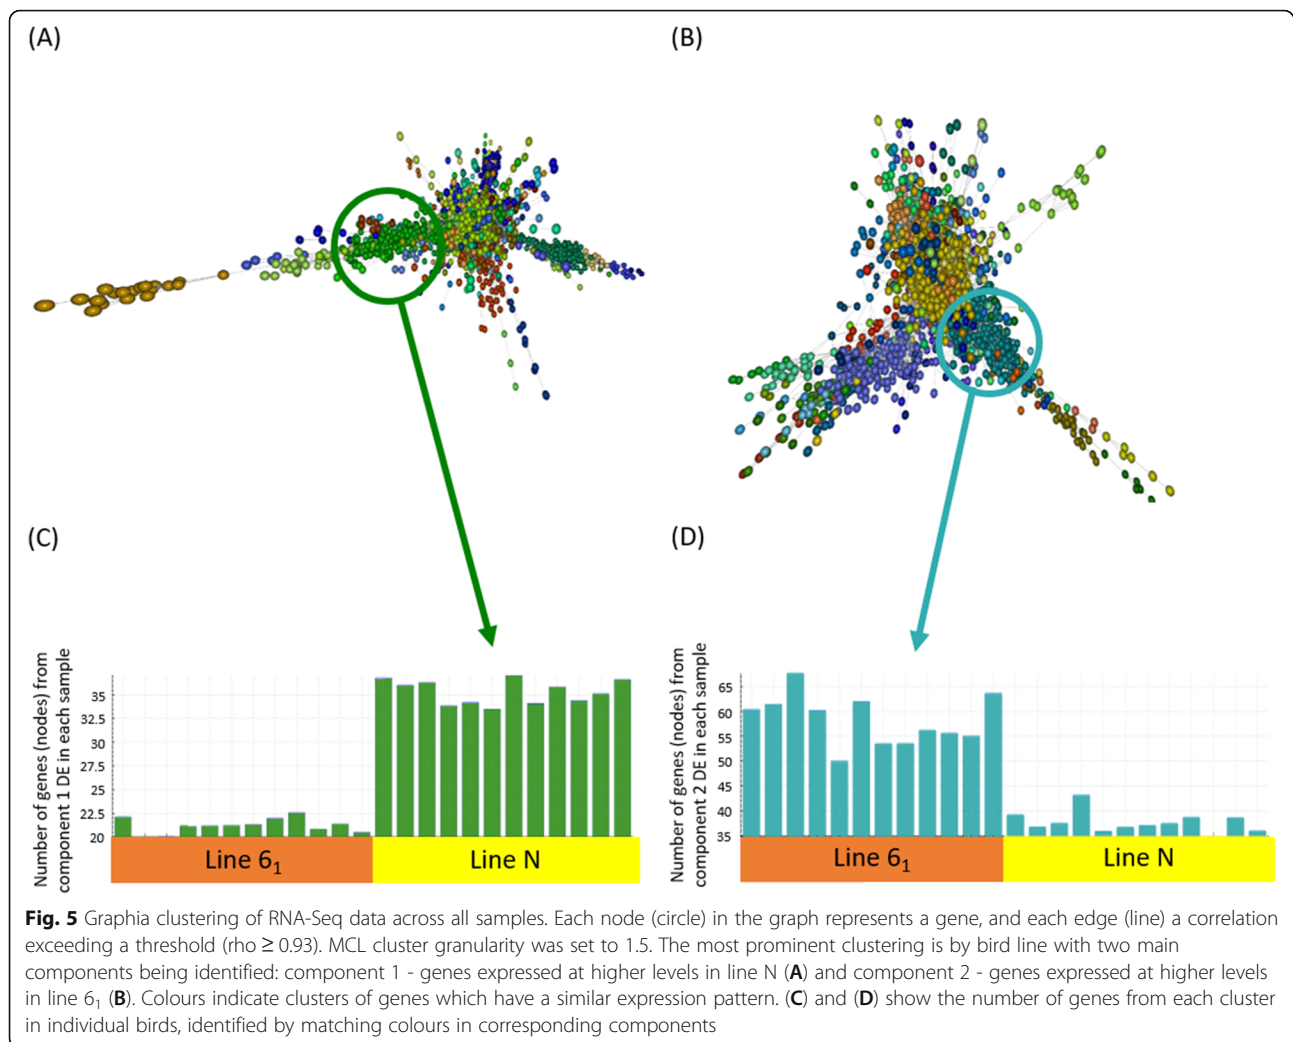 (A)
(B)
(C)
(D)
Number of genes (nodes) from
component 1 DE in each sample
35
32.5
30
27.5
25
22.5
20
Line 6₁
Line N
Number of genes (nodes) from
component 2 DE in each sample
65
60
55
50
45
40
35
Line 6₁
Line N
Fig. 5 Graphia clustering of RNA-Seq data across all samples. Each node (circle) in the graph represents a gene, and each edge (line) a correlation
exceeding a threshold (rho ≥ 0.93). MCL cluster granularity was set to 1.5. The most prominent clustering is by bird line with two main
components being identified: component 1 - genes expressed at higher levels in line N (A) and component 2 - genes expressed at higher levels
in line 6₁ (B). Colours indicate clusters of genes which have a similar expression pattern. (C) and (D) show the number of genes from each cluster
in individual birds, identified by matching colours in corresponding components